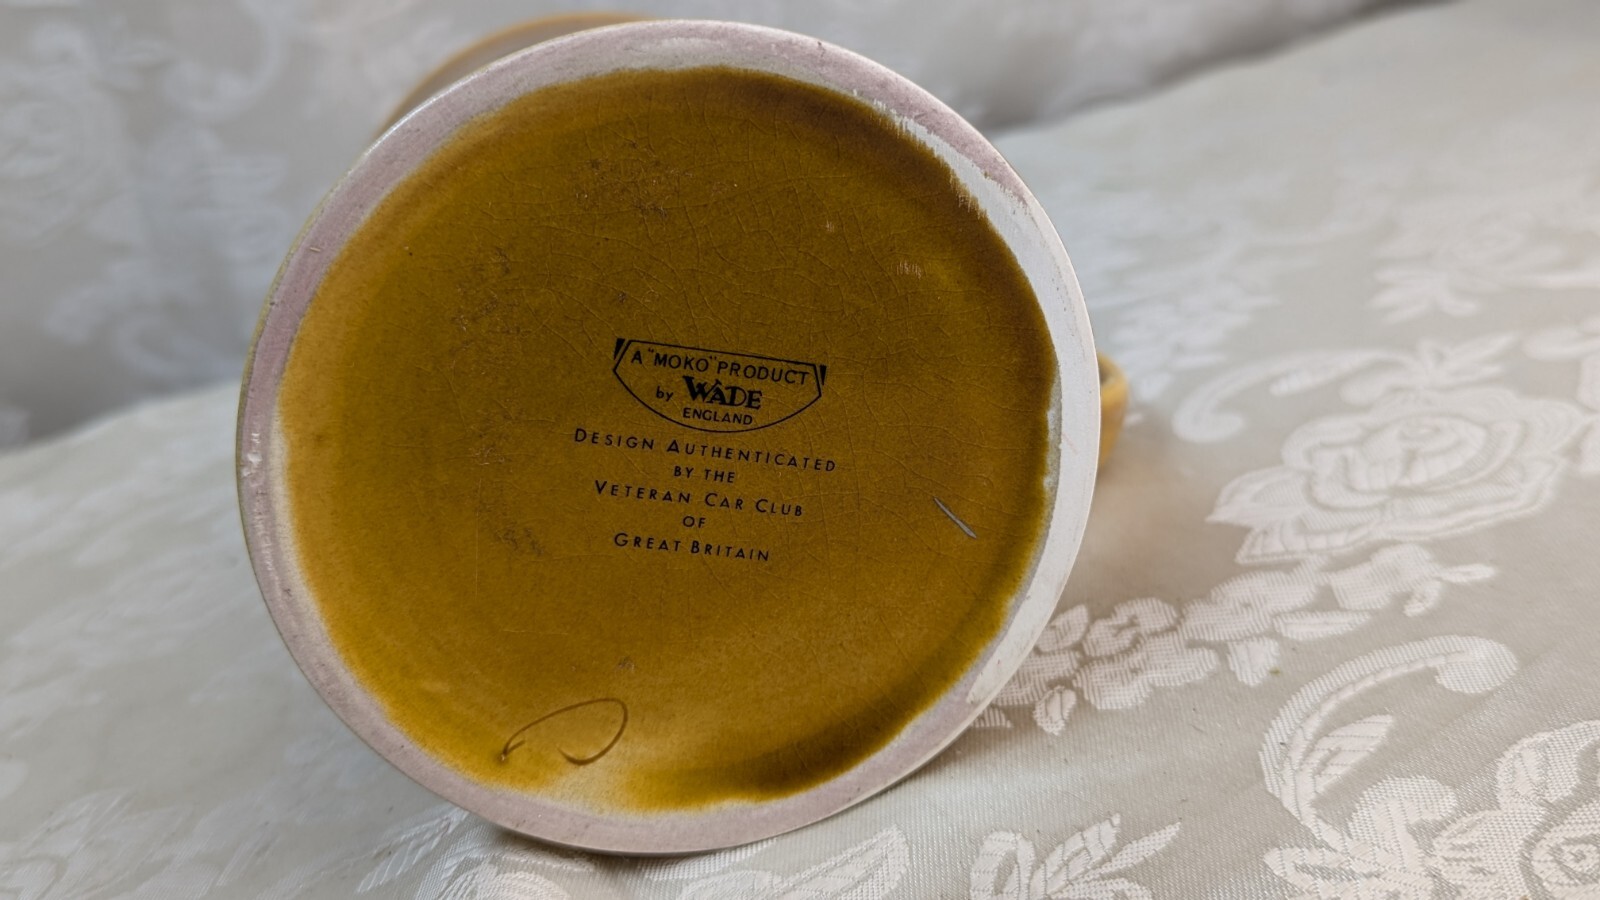 A "MOKO" PRODUCT
by WADE
ENGLAND
DESIGN AUTHENTICATED
BY THE
VETERAN CAR CLUB
OF
GREAT BRITAIN